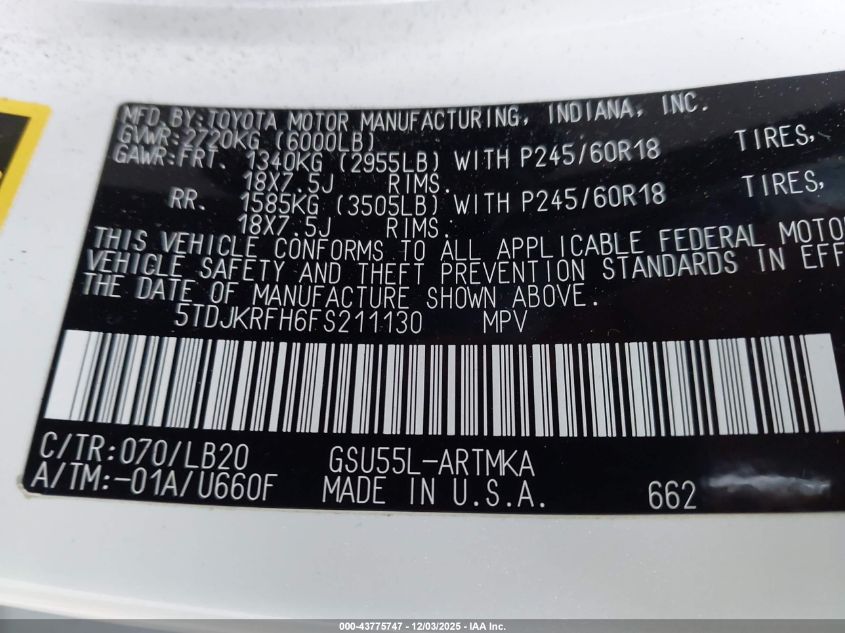 MFD. BY: TOYOTA MOTOR MANUFACTURING, INDIANA, INC.
GVWR: 2720KG (6000LB)
GAWR: FRT. 1340KG (2955LB) WITH P245/60R18 TIRES,
18X7.5J RIMS.
RR. 1585KG (3505LB) WITH P245/60R18 TIRES,
18X7.5J RIMS.
THIS VEHICLE CONFORMS TO ALL APPLICABLE FEDERAL MOTO
VEHICLE SAFETY AND THEFT PREVENTION STANDARDS IN EFF
THE DATE OF MANUFACTURE SHOWN ABOVE.
5TDJKRFH6FS211130 MPV
C/TR: 070/LB20 GSU55L-ARTMKA
A/TM: -01A/U660F MADE IN U.S.A. 662
000-43775747 - 12/03/2025 - IAA Inc.